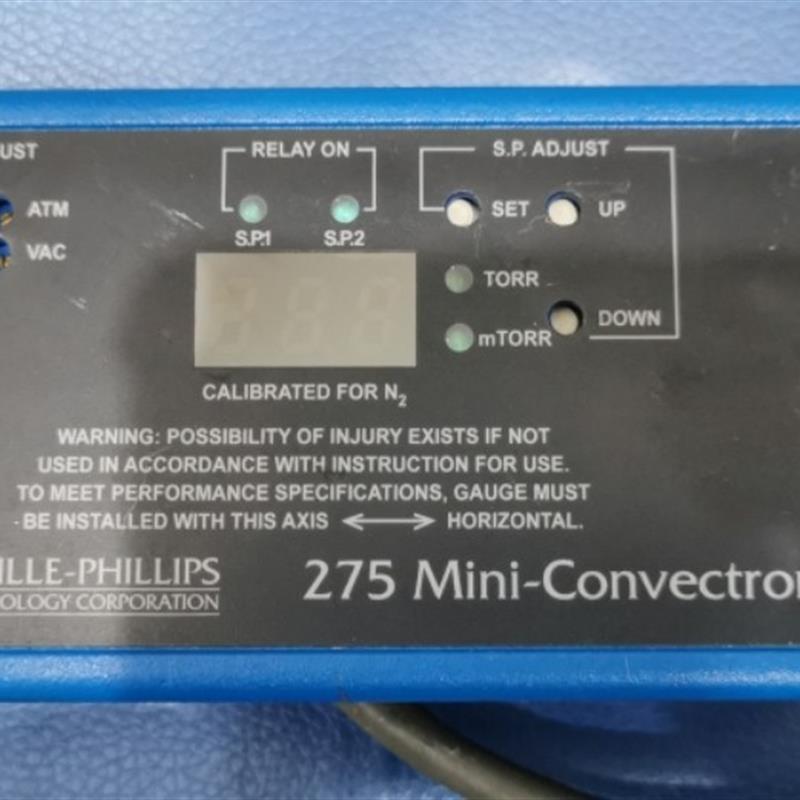 UST
RELAY ON
S.P. ADJUST
ATM
SET
UP
S.P.1
S.P.2
VAC
TORR
DOWN
mTORR
CALIBRATED FOR N₂
WARNING: POSSIBILITY OF INJURY EXISTS IF NOT
USED IN ACCORDANCE WITH INSTRUCTION FOR USE.
TO MEET PERFORMANCE SPECIFICATIONS, GAUGE MUST
BE INSTALLED WITH THIS AXIS ⟷ HORIZONTAL.
ILLE-PHILLIPS
OLOGY CORPORATION
275 Mini-Convectron